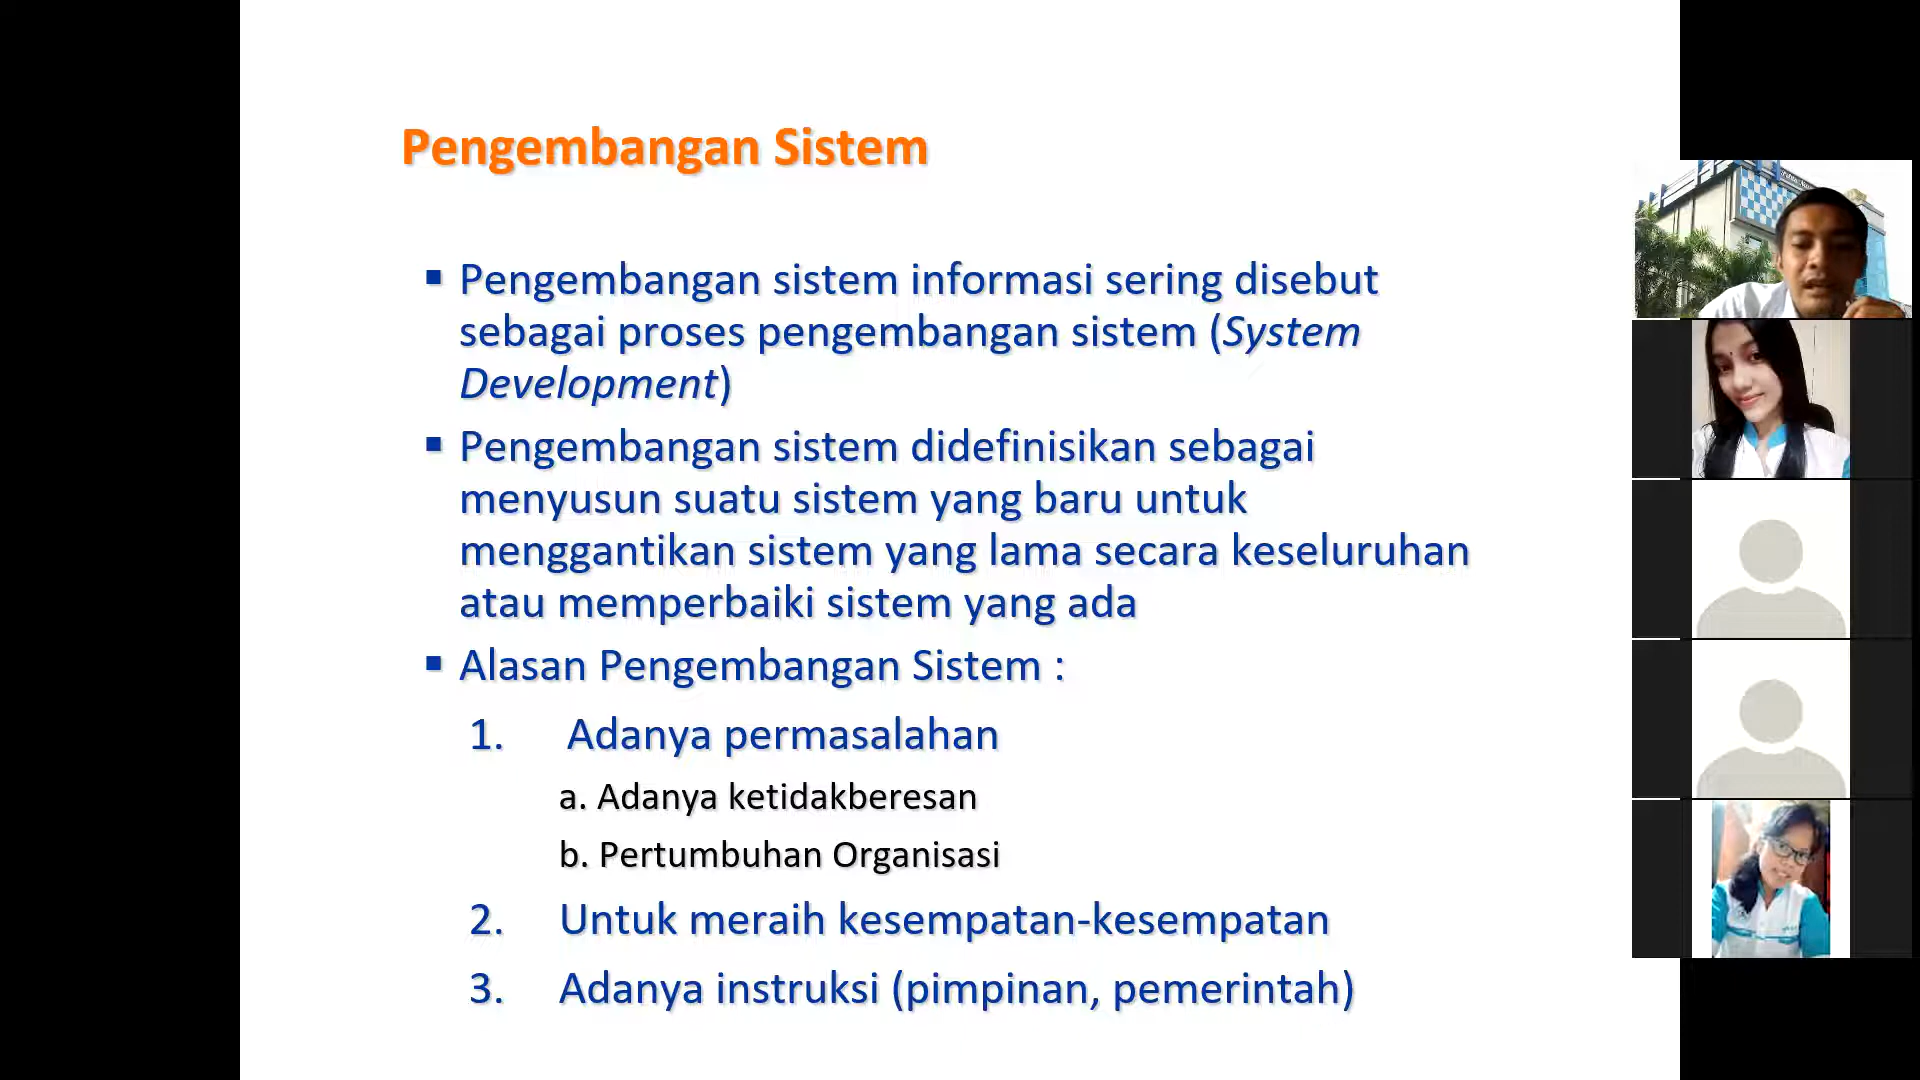 Pengembangan Sistem
▪ Pengembangan sistem informasi sering disebut
sebagai proses pengembangan sistem (System
Development)
▪ Pengembangan sistem didefinisikan sebagai
menyusun suatu sistem yang baru untuk
menggantikan sistem yang lama secara keseluruhan
atau memperbaiki sistem yang ada
▪ Alasan Pengembangan Sistem :
1. Adanya permasalahan
a. Adanya ketidakberesan
b. Pertumbuhan Organisasi
2. Untuk meraih kesempatan-kesempatan
3. Adanya instruksi (pimpinan, pemerintah)